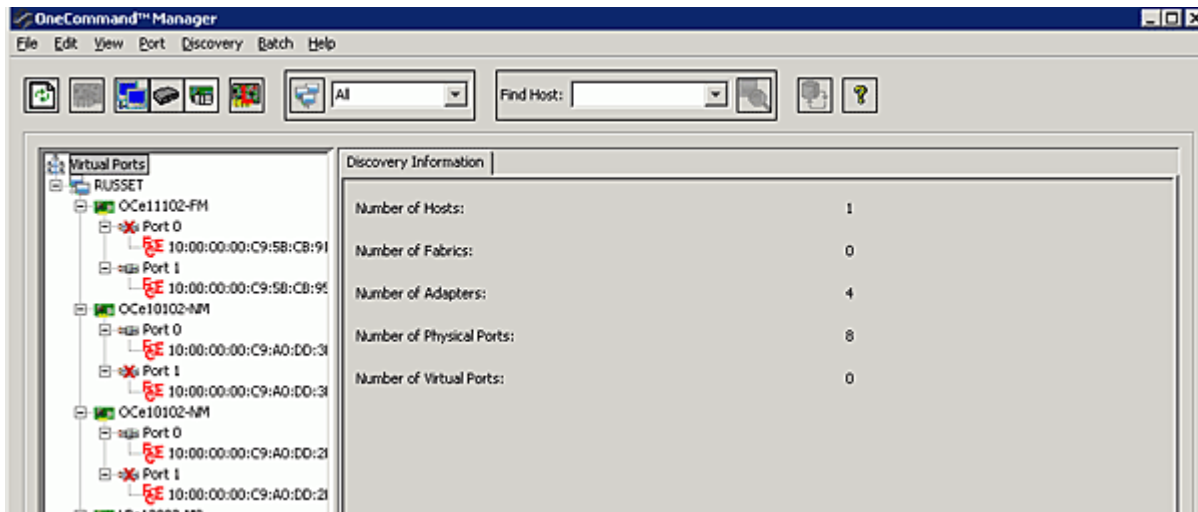 OneCommand™ Manager
File Edit View Port Discovery Batch Help
All Find Host:
Virtual Ports
RUSSET
OCe11102-FM
Port 0
10:00:00:00:C9:5B:CB:91
Port 1
10:00:00:00:C9:5B:CB:95
OCe10102-NM
Port 0
10:00:00:00:C9:A0:DD:3
Port 1
10:00:00:00:C9:A0:DD:3
OCe10102-NM
Port 0
10:00:00:00:C9:A0:DD:2
Port 1
10:00:00:00:C9:A0:DD:2
Discovery Information
Number of Hosts: 1
Number of Fabrics: 0
Number of Adapters: 4
Number of Physical Ports: 8
Number of Virtual Ports: 0